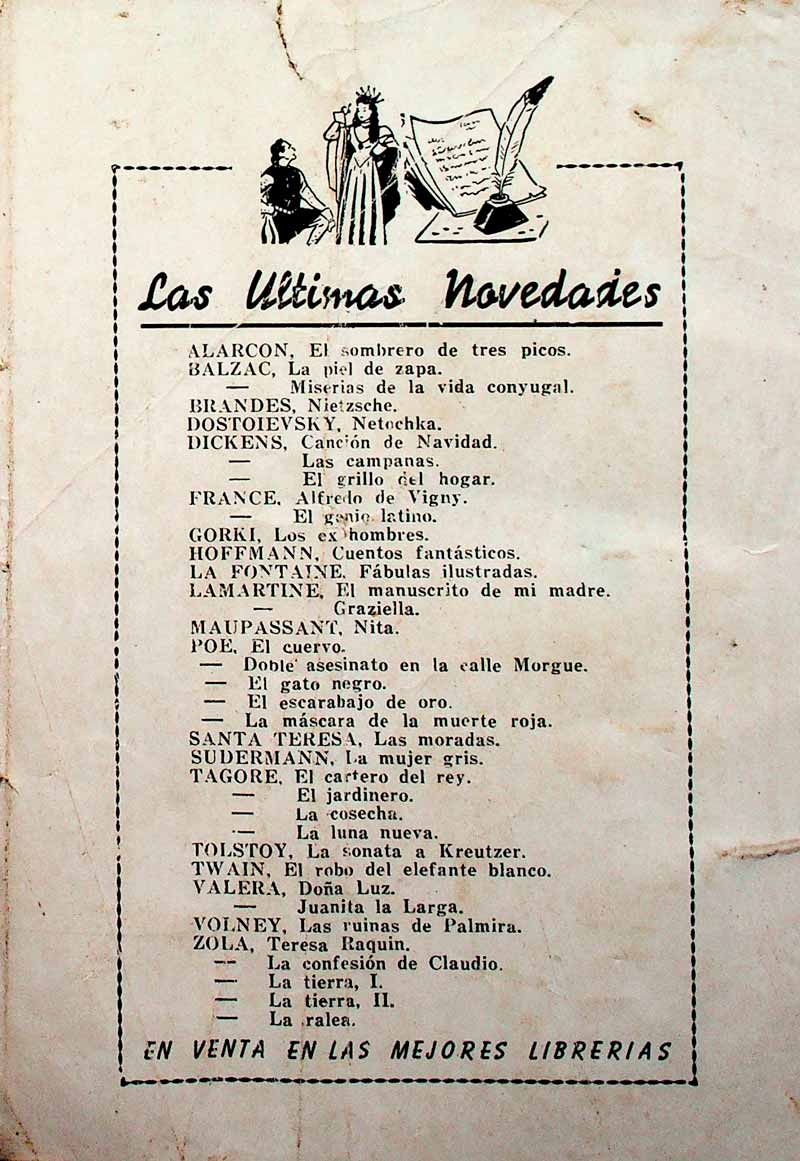 Las Ultimas Novedades
ALARCON, El sombrero de tres picos.
BALZAC, La piel de zapa.
— Miserias de la vida conyugal.
BRANDES, Nietzsche.
DOSTOIEVSKY, Netochka.
DICKENS, Canción de Navidad.
— Las campanas.
— El grillo del hogar.
FRANCE, Alfredo de Vigny.
— El genio latino.
GORKI, Los ex hombres.
HOFFMANN, Cuentos fantásticos.
LA FONTAINE, Fábulas ilustradas.
LAMARTINE, El manuscrito de mi madre.
— Graziella.
MAUPASSANT, Nita.
POE, El cuervo.
— Doble asesinato en la calle Morgue.
— El gato negro.
— El escarabajo de oro.
— La máscara de la muerte roja.
SANTA TERESA, Las moradas.
SUDERMANN, La mujer gris.
TAGORE, El cartero del rey.
— El jardinero.
— La cosecha.
— La luna nueva.
TOLSTOY, La sonata a Kreutzer.
TWAIN, El robo del elefante blanco.
VALERA, Doña Luz.
— Juanita la Larga.
VOLNEY, Las ruinas de Palmira.
ZOLA, Teresa Raquin.
— La confesión de Claudio.
— La tierra, I.
— La tierra, II.
— La ralea.
EN VENTA EN LAS MEJORES LIBRERIAS